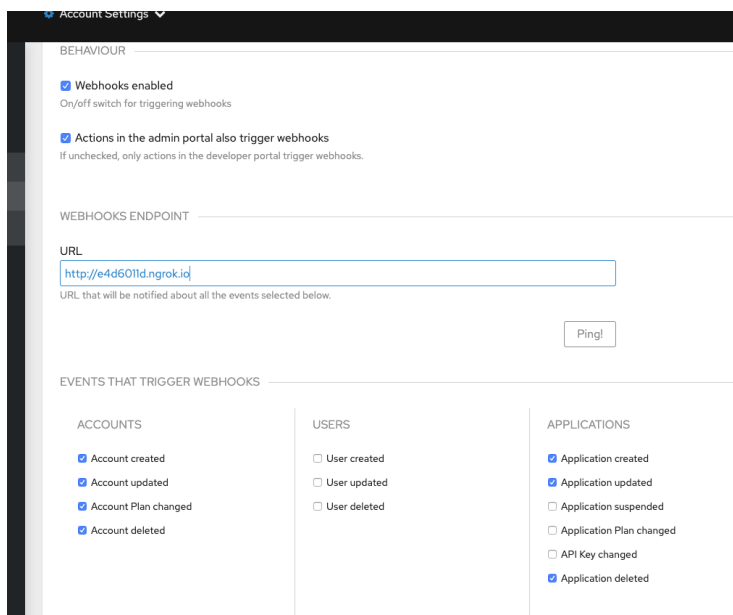 Account Settings
BEHAVIOUR
Webhooks enabled
On/off switch for triggering webhooks
Actions in the admin portal also trigger webhooks
If unchecked, only actions in the developer portal trigger webhooks.
WEBHOOKS ENDPOINT
URL
http://e4d6011d.ngrok.io
URL that will be notified about all the events selected below.
Ping!
EVENTS THAT TRIGGER WEBHOOKS
ACCOUNTS
Account created
Account updated
Account Plan changed
Account deleted
USERS
User created
User updated
User deleted
APPLICATIONS
Application created
Application updated
Application suspended
Application Plan changed
API Key changed
Application deleted